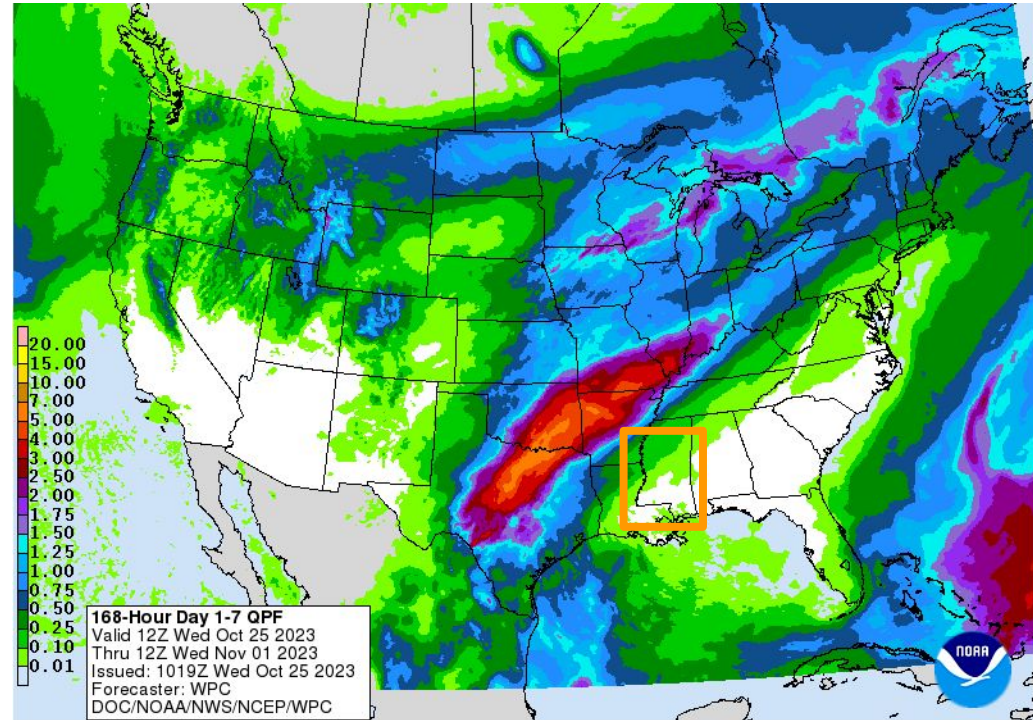 20.00
15.00
10.00
7.00
5.00
4.00
3.00
2.50
2.00
1.75
1.50
1.25
1.00
0.75
0.50
0.25
0.10
0.01
168-Hour Day 1-7 QPF
Valid 12Z Wed Oct 25 2023
Thru 12Z Wed Nov 01 2023
Issued: 1019Z Wed Oct 25 2023
Forecaster: WPC
DOC/NOAA/NWS/NCEP/WPC
NOAA